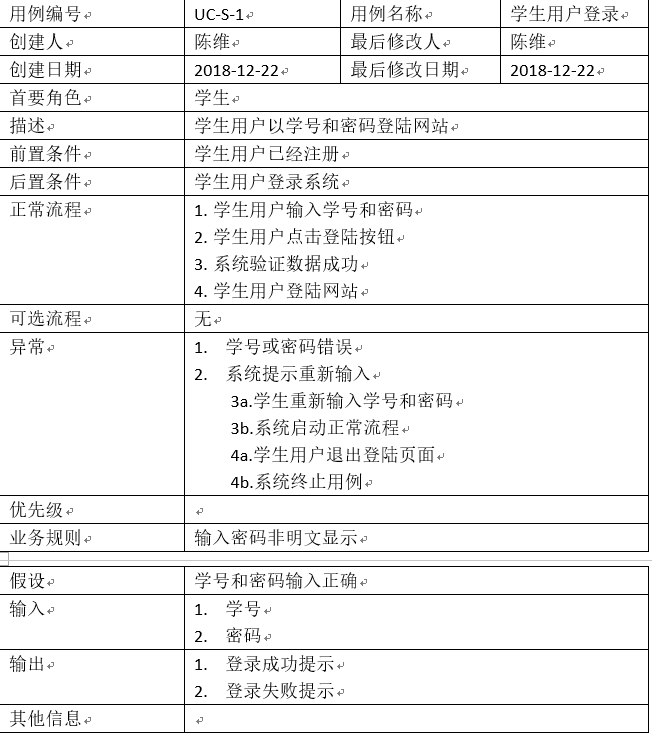 用例编号 UC-S-1 用例名称 学生用户登录
创建人 陈维 最后修改人 陈维
创建日期 2018-12-22 最后修改日期 2018-12-22
首要角色 学生
描述 学生用户以学号和密码登陆网站
前置条件 学生用户已经注册
后置条件 学生用户登录系统
正常流程 1. 学生用户输入学号和密码
2. 学生用户点击登陆按钮
3. 系统验证数据成功
4. 学生用户登陆网站
可选流程 无
异常 1. 学号或密码错误
2. 系统提示重新输入
3a.学生重新输入学号和密码
3b.系统启动正常流程
4a.学生用户退出登陆页面
4b.系统终止用例
优先级
业务规则 输入密码非明文显示
假设 学号和密码输入正确
输入 1. 学号
2. 密码
输出 1. 登录成功提示
2. 登录失败提示
其他信息